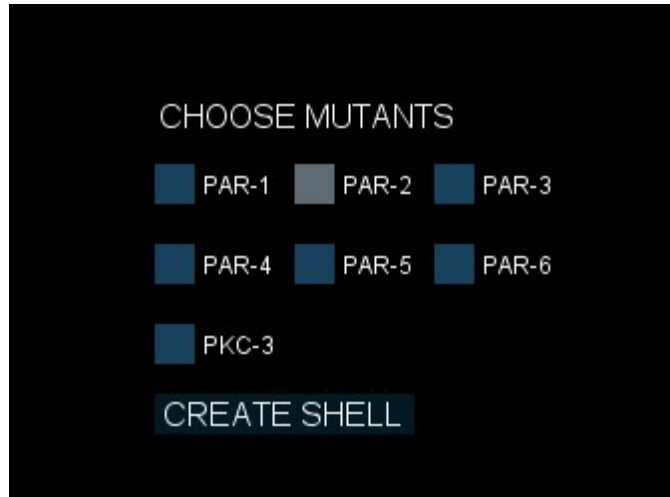 CHOOSE MUTANTS
PAR-1 PAR-2 PAR-3
PAR-4 PAR-5 PAR-6
PKC-3
CREATE SHELL